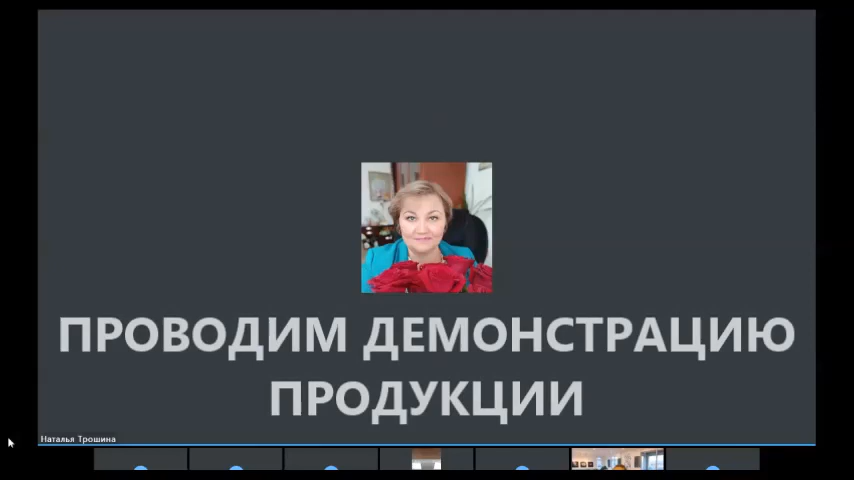 ПРОВОДИМ ДЕМОНСТРАЦИЮ
ПРОДУКЦИИ
Наталья Трошина